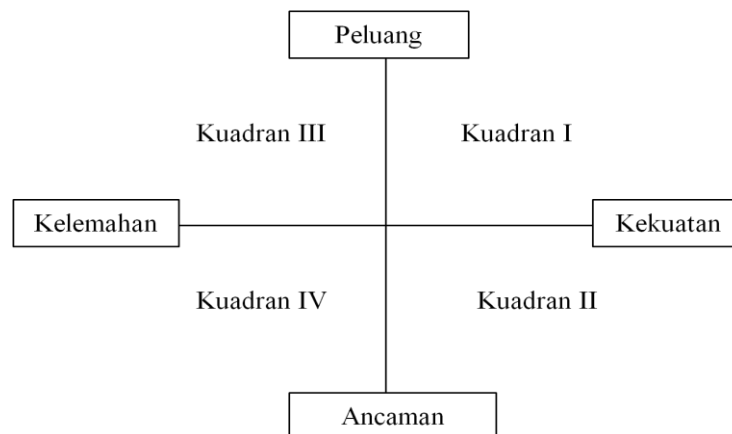 Peluang
Kuadran III
Kuadran I
Kelemahan
Kekuatan
Kuadran IV
Kuadran II
Ancaman